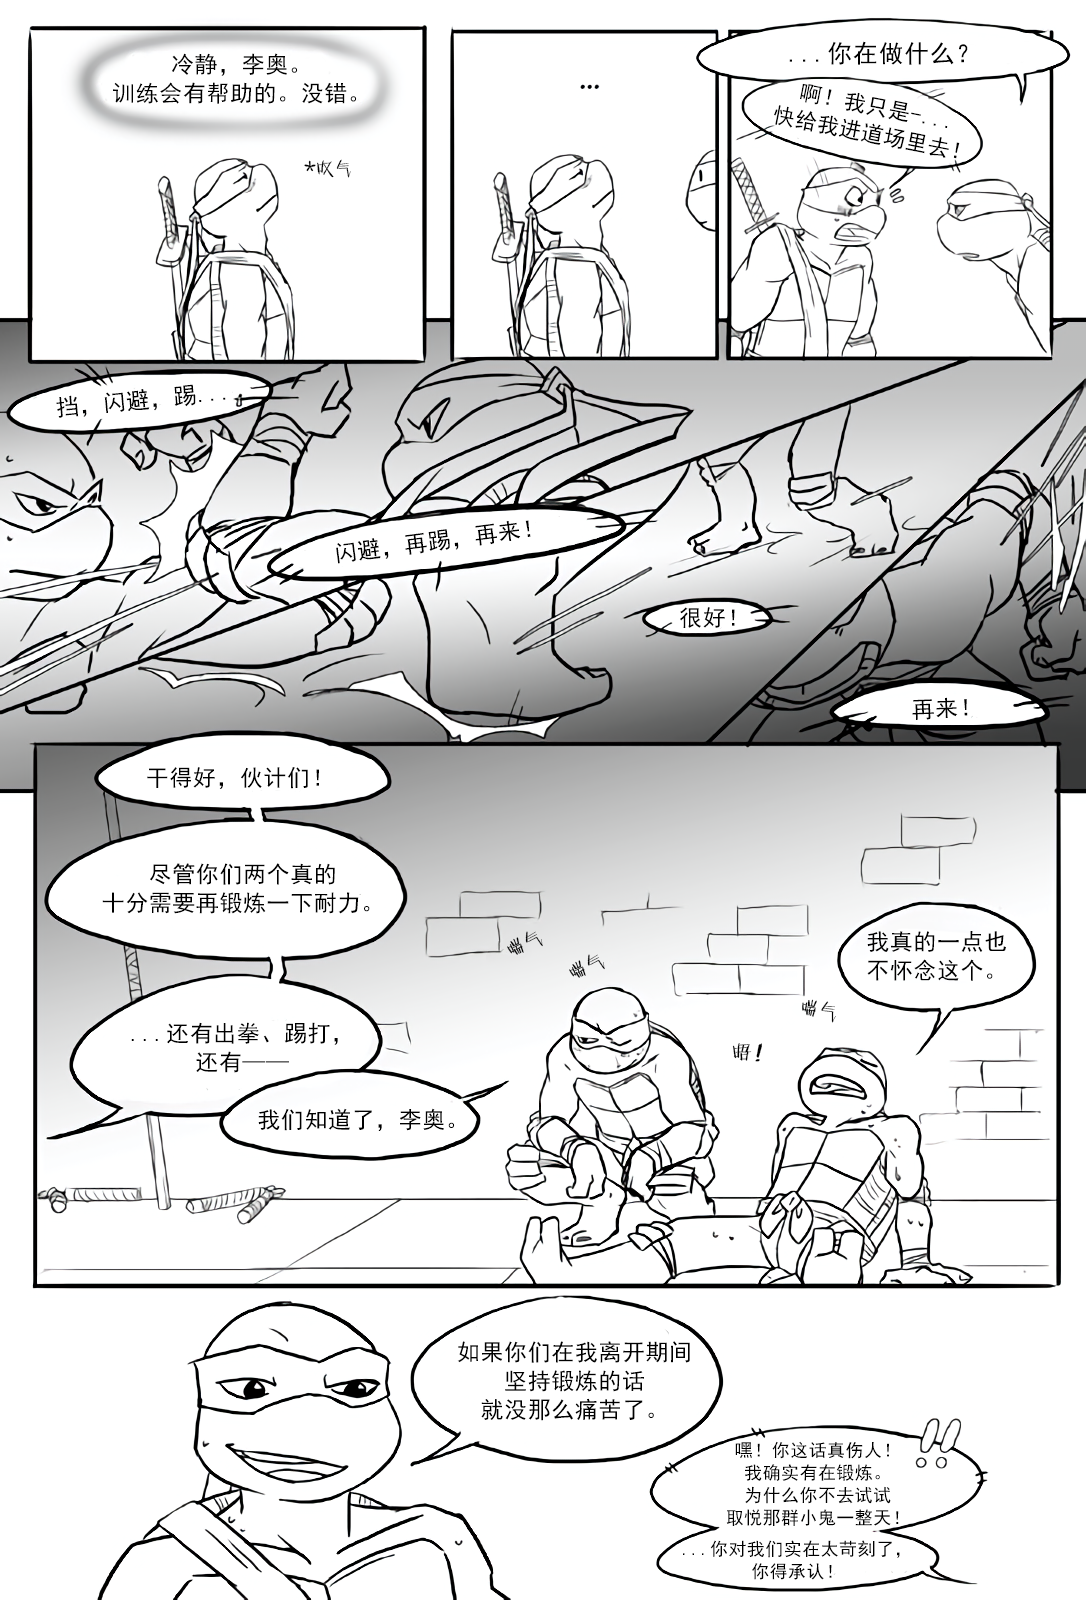 冷静，李奥。
训练会有帮助的。没错。
*叹气
...
...你在做什么？
啊！我只是-...
快给我进道场里去！
挡，闪避，踢....
闪避，再踢，再来！
很好！
再来！
干得好，伙计们！
尽管你们两个真的
十分需要再锻炼一下耐力。
...还有出拳、踢打，
还有——
我们知道了，李奥。
喘气
喘气
喘气
唔！
我真的一点也
不怀念这个。
如果你们在我离开期间
坚持锻炼的话
就没那么痛苦了。
!!
嘿！你这话真伤人！
我确实有在锻炼。
为什么你不去试试
取悦那群小鬼一整天！
...你对我们实在太苛刻了，
你得承认！